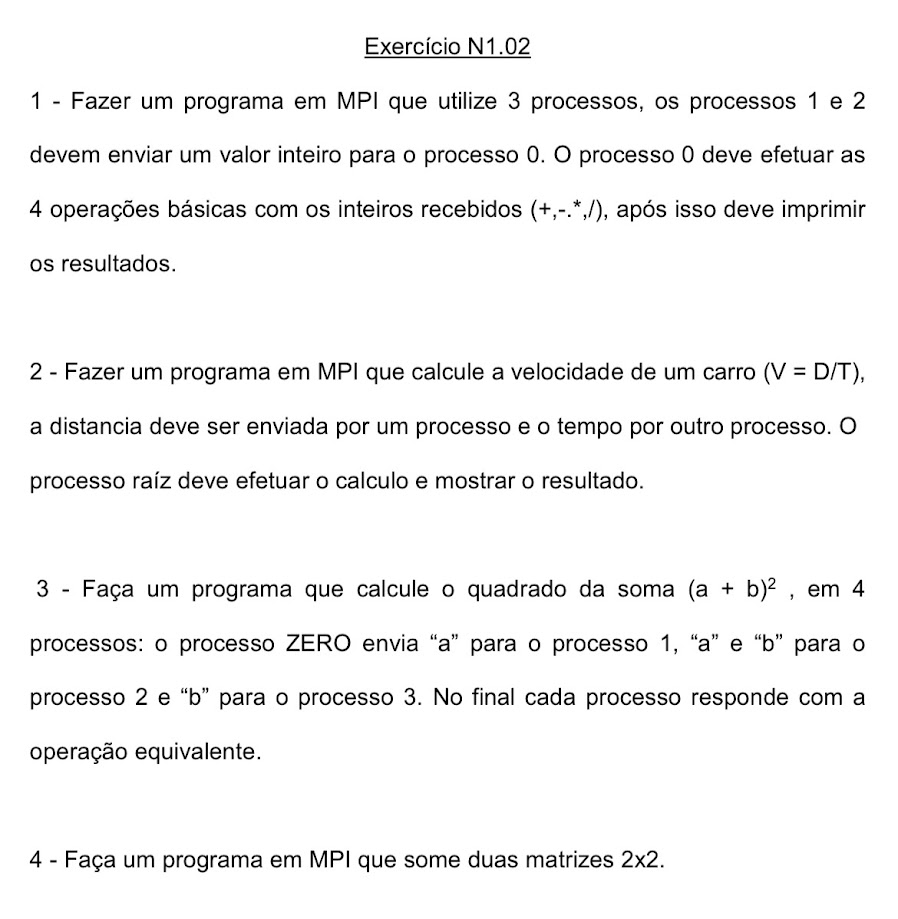 Exercício N1.02
1 - Fazer um programa em MPI que utilize 3 processos, os processos 1 e 2
devem enviar um valor inteiro para o processo 0. O processo 0 deve efetuar as
4 operações básicas com os inteiros recebidos (+,-.*,/), após isso deve imprimir
os resultados.
2 - Fazer um programa em MPI que calcule a velocidade de um carro (V = D/T),
a distancia deve ser enviada por um processo e o tempo por outro processo. O
processo raíz deve efetuar o calculo e mostrar o resultado.
3 - Faça um programa que calcule o quadrado da soma (a + b)² , em 4
processos: o processo ZERO envia “a” para o processo 1, “a” e “b” para o
processo 2 e “b” para o processo 3. No final cada processo responde com a
operação equivalente.
4 - Faça um programa em MPI que some duas matrizes 2x2.